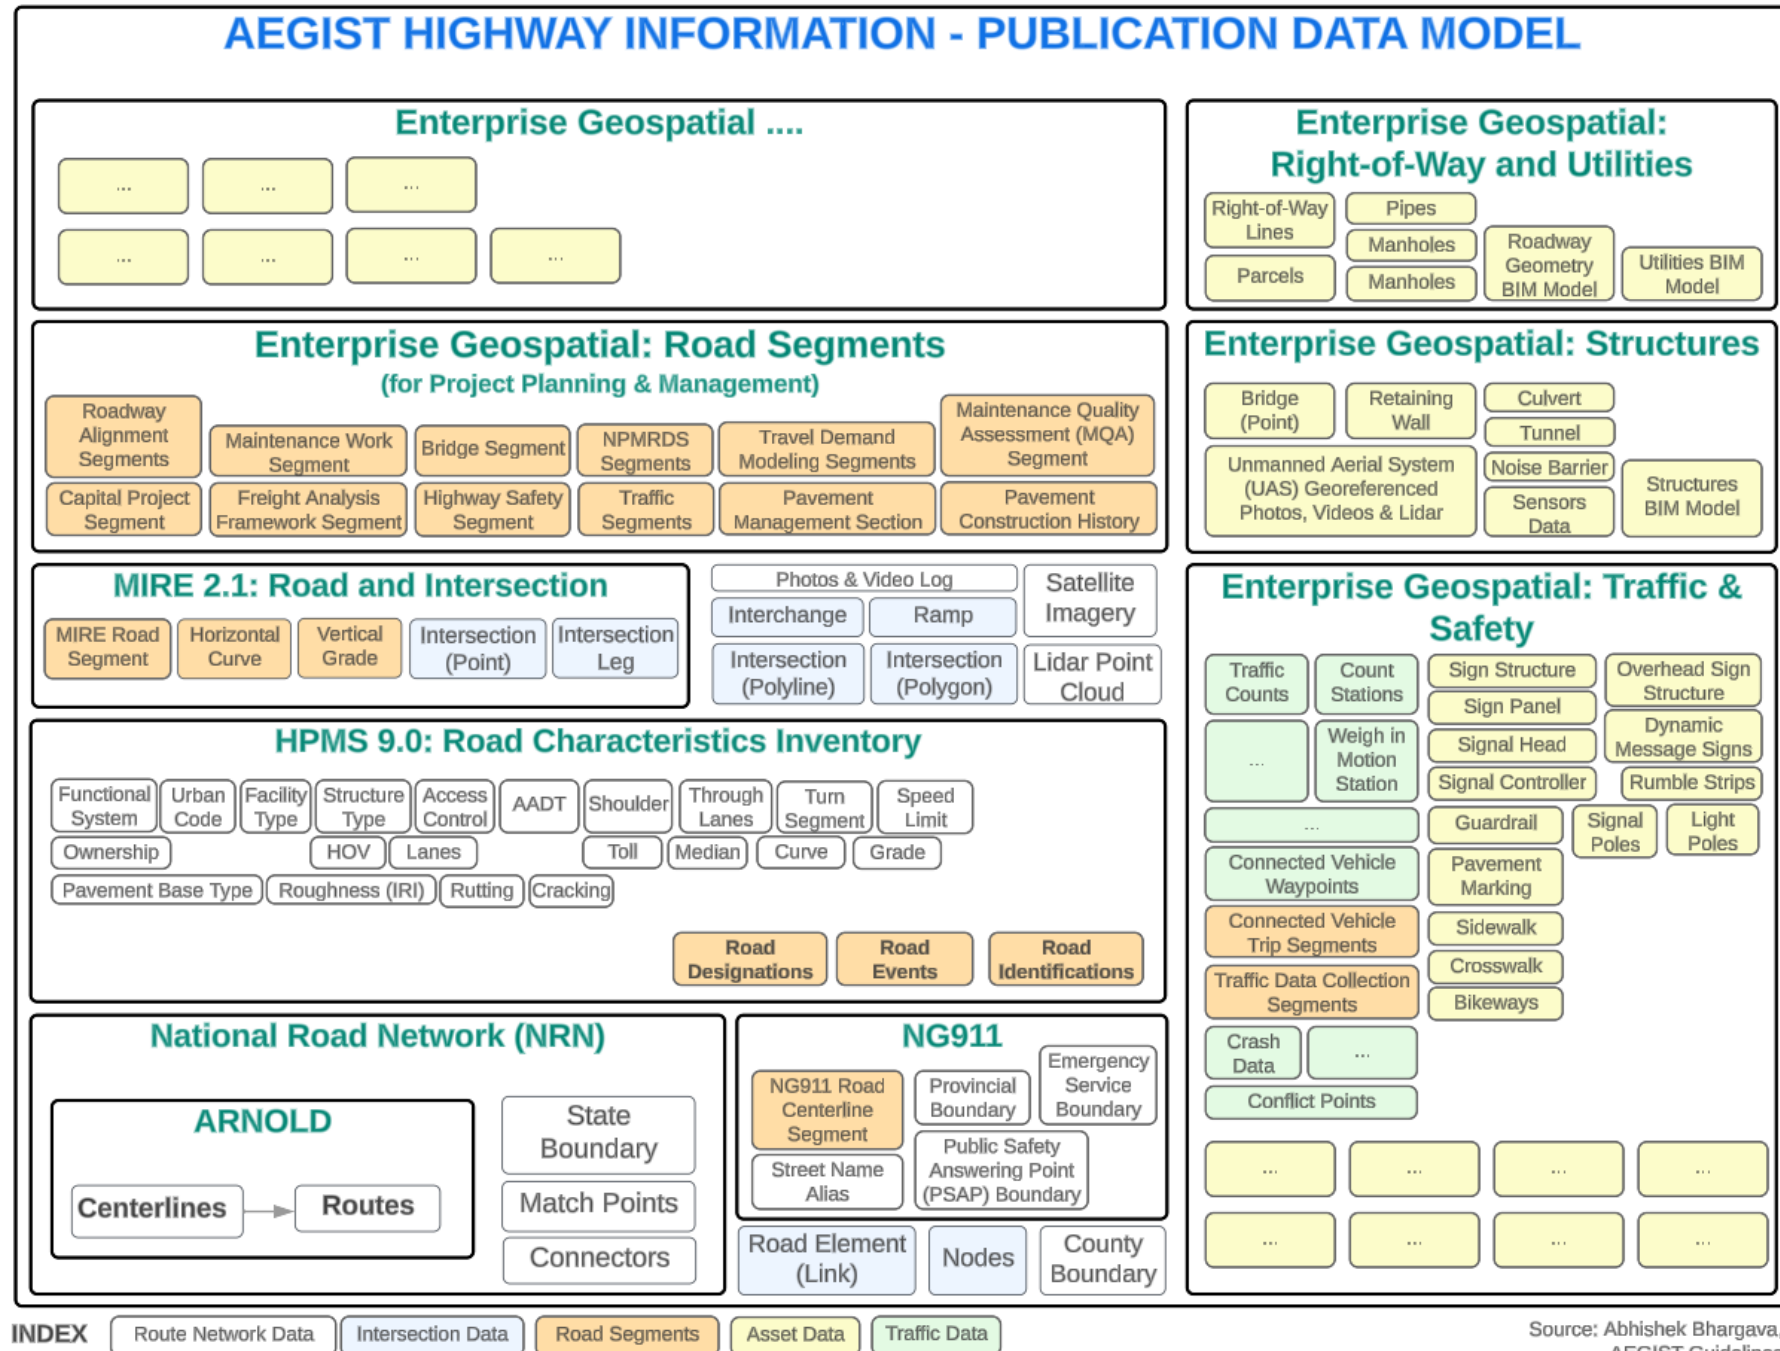 AEGIST HIGHWAY INFORMATION - PUBLICATION DATA MODEL
Enterprise Geospatial ....
...
...
...
...
...
...
...
Enterprise Geospatial:
Right-of-Way and Utilities
Right-of-Way
Lines
Parcels
Pipes
Manholes
Manholes
Roadway
Geometry
BIM Model
Utilities BIM
Model
Enterprise Geospatial: Road Segments
(for Project Planning & Management)
Roadway
Alignment
Segments
Maintenance Work
Segment
Bridge Segment
NPMRDS
Segments
Travel Demand
Modeling Segments
Maintenance Quality
Assessment (MQA)
Segment
Capital Project
Segment
Freight Analysis
Framework Segment
Highway Safety
Segment
Traffic
Segments
Pavement
Management Section
Pavement
Construction History
Enterprise Geospatial: Structures
Bridge
(Point)
Retaining
Wall
Culvert
Tunnel
Unmanned Aerial System
(UAS) Georeferenced
Photos, Videos & Lidar
Noise Barrier
Sensors
Data
Structures
BIM Model
MIRE 2.1: Road and Intersection
MIRE Road
Segment
Horizontal
Curve
Vertical
Grade
Intersection
(Point)
Intersection
Leg
Photos & Video Log
Interchange
Ramp
Satellite
Imagery
Intersection
(Polyline)
Intersection
(Polygon)
Lidar Point
Cloud
Enterprise Geospatial: Traffic &
Safety
Traffic
Counts
Count
Stations
...
Weigh in
Motion
Station
...
Connected Vehicle
Waypoints
Connected Vehicle
Trip Segments
Traffic Data Collection
Segments
Crash
Data
...
Conflict Points
Sign Structure
Sign Panel
Signal Head
Signal Controller
Guardrail
Pavement
Marking
Sidewalk
Crosswalk
Bikeways
Overhead Sign
Structure
Dynamic
Message Signs
Rumble Strips
Signal
Poles
Light
Poles
...
...
...
...
...
...
...
...
HPMS 9.0: Road Characteristics Inventory
Functional
System
Urban
Code
Facility
Type
Structure
Type
Access
Control
AADT
Shoulder
Through
Lanes
Turn
Segment
Speed
Limit
Ownership
HOV
Lanes
Toll
Median
Curve
Grade
Pavement Base Type
Roughness (IRI)
Rutting
Cracking
Road
Designations
Road
Events
Road
Identifications
National Road Network (NRN)
ARNOLD
Centerlines
Routes
State
Boundary
Match Points
Connectors
NG911
NG911 Road
Centerline
Segment
Provincial
Boundary
Emergency
Service
Boundary
Street Name
Alias
Public Safety
Answering Point
(PSAP) Boundary
Road Element
(Link)
Nodes
County
Boundary
INDEX
Route Network Data
Intersection Data
Road Segments
Asset Data
Traffic Data
Source: Abhishek Bhargava,
AEGIST Guidelines